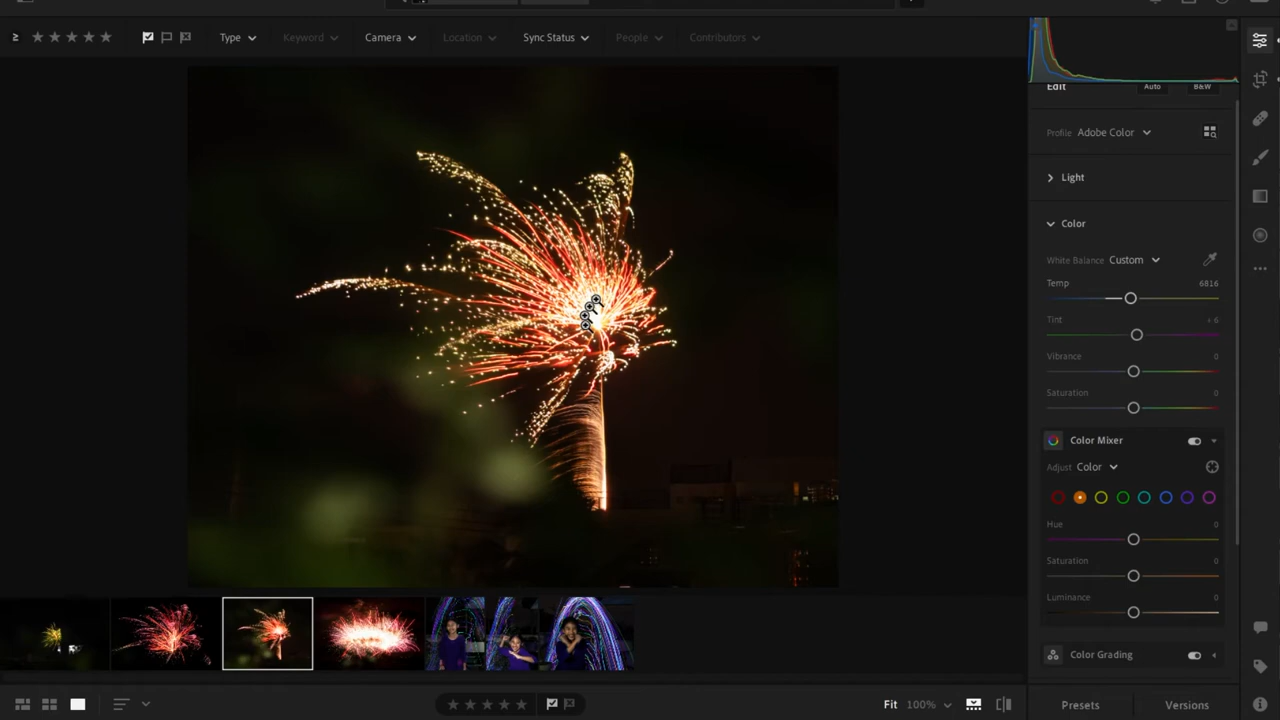 ≥ Type Keyword Camera Location Sync Status People Contributors
Edit Auto B&W
Profile Adobe Color
Light
Color
White Balance Custom
Temp 6816
Tint + 6
Vibrance 0
Saturation 0
Color Mixer
Adjust Color
Hue 0
Saturation 0
Luminance 0
Color Grading
Fit 100%
Presets Versions